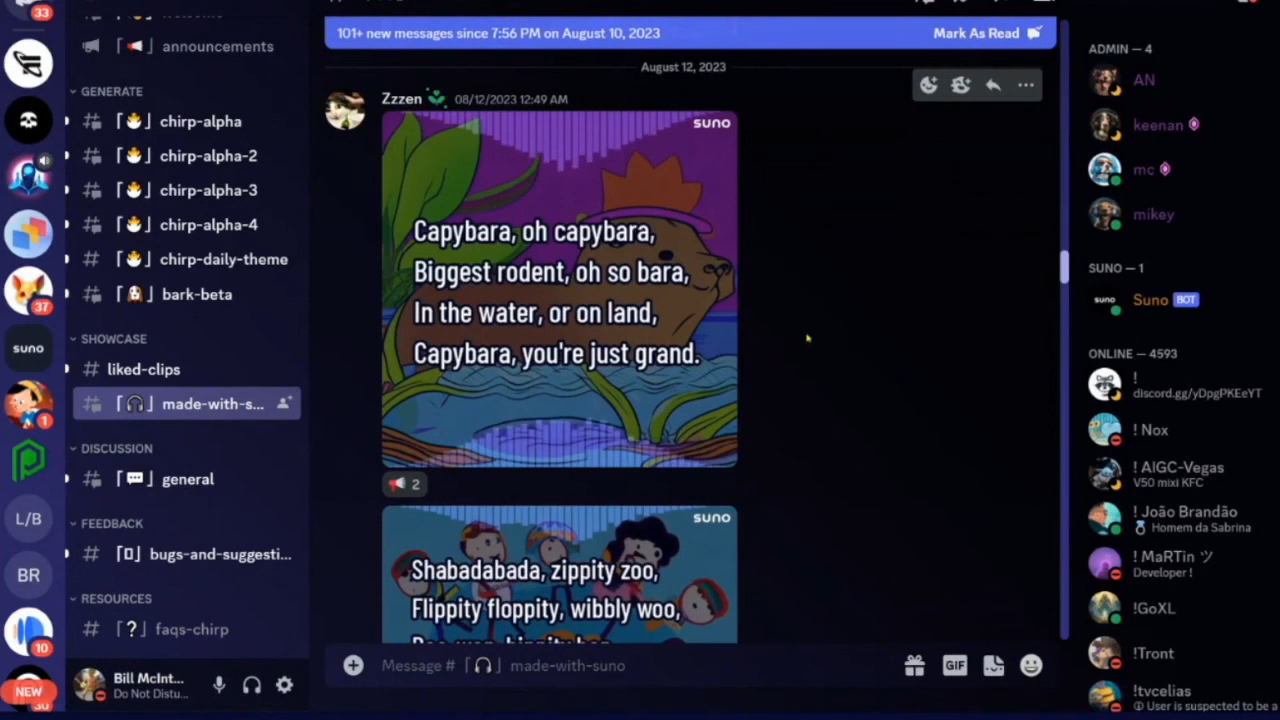 33
announcements
GENERATE
chirp-alpha
chirp-alpha-2
chirp-alpha-3
chirp-alpha-4
chirp-daily-theme
bark-beta
37
SHOWCASE
suno
liked-clips
made-with-s...
1
DISCUSSION
general
L/B
FEEDBACK
bugs-and-suggesti...
BR
RESOURCES
faqs-chirp
10
Bill McInt...
Do Not Distu...
NEW
101+ new messages since 7:56 PM on August 10, 2023 Mark As Read
August 12, 2023
Zzzen 08/12/2023 12:49 AM
suno
Capybara, oh capybara,
Biggest rodent, oh so bara,
In the water, or on land,
Capybara, you're just grand.
2
suno
Shabadabada, zippity zoo,
Flippity floppity, wibbly woo,
Message # made-with-suno
GIF
ADMIN — 4
AN
keenan
mc
mikey
SUNO — 1
suno
Suno BOT
ONLINE — 4593
!
discord.gg/yDpgPKEeYT
! Nox
! AIGC-Vegas
V50 mixi KFC
! João Brandão
Homem da Sabrina
! MaRTin ツ
Developer !
!GoXL
!Tront
!tvcelias
User is suspected to be a